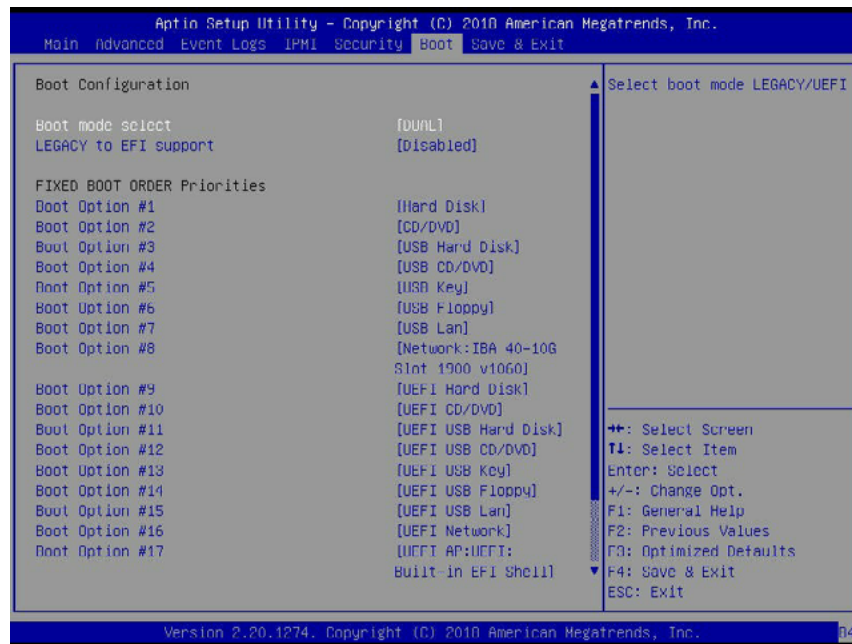 Aptio Setup Utility – Copyright (C) 2018 American Megatrends, Inc.
Main Advanced Event Logs IPMI Security Boot Save & Exit
Boot Configuration
Boot mode select [DUAL]
LEGACY to EFI support [Disabled]
FIXED BOOT ORDER Priorities
Boot Option #1 [Hard Disk]
Boot Option #2 [CD/DVD]
Boot Option #3 [USB Hard Disk]
Boot Option #4 [USB CD/DVD]
Boot Option #5 [USB Key]
Boot Option #6 [USB Floppy]
Boot Option #7 [USB Lan]
Boot Option #8 [Network:IBA 40-10G
Slot 1900 v1060]
Boot Option #9 [UEFI Hard Disk]
Boot Option #10 [UEFI CD/DVD]
Boot Option #11 [UEFI USB Hard Disk]
Boot Option #12 [UEFI USB CD/DVD]
Boot Option #13 [UEFI USB Key]
Boot Option #14 [UEFI USB Floppy]
Boot Option #15 [UEFI USB Lan]
Boot Option #16 [UEFI Network]
Boot Option #17 [UEFI AP:UEFI:
Built-in EFI Shell]
Select boot mode LEGACY/UEFI
→←: Select Screen
↑↓: Select Item
Enter: Select
+/-: Change Opt.
F1: General Help
F2: Previous Values
F3: Optimized Defaults
F4: Save & Exit
ESC: Exit
Version 2.20.1274. Copyright (C) 2018 American Megatrends, Inc.